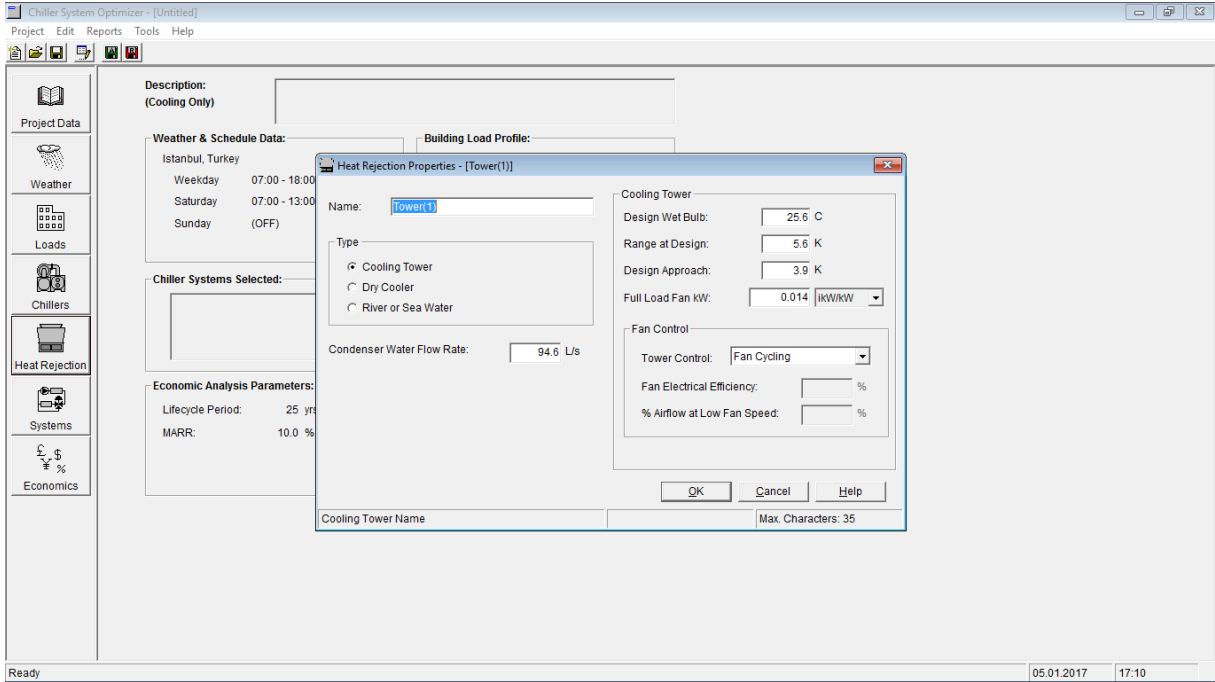 Chiller System Optimizer - [Untitled]
Project Edit Reports Tools Help
Project Data
Weather
Loads
Chillers
Heat Rejection
Systems
£ $ ¥ %
Economics
Description:
(Cooling Only)
Weather & Schedule Data:
Istanbul, Turkey
Weekday 07:00 - 18:00
Saturday 07:00 - 13:00
Sunday (OFF)
Building Load Profile:
Chiller Systems Selected:
Economic Analysis Parameters:
Lifecycle Period: 25 yrs
MARR: 10.0 %
Heat Rejection Properties - [Tower(1)]
Name: Tower(1)
Type
Cooling Tower
Dry Cooler
River or Sea Water
Condenser Water Flow Rate: 94.6 L/s
Cooling Tower
Design Wet Bulb: 25.6 C
Range at Design: 5.6 K
Design Approach: 3.9 K
Full Load Fan kW: 0.014 ikW/kW
Fan Control
Tower Control: Fan Cycling
Fan Electrical Efficiency: %
% Airflow at Low Fan Speed: %
OK Cancel Help
Cooling Tower Name Max. Characters: 35
Ready 05.01.2017 17:10